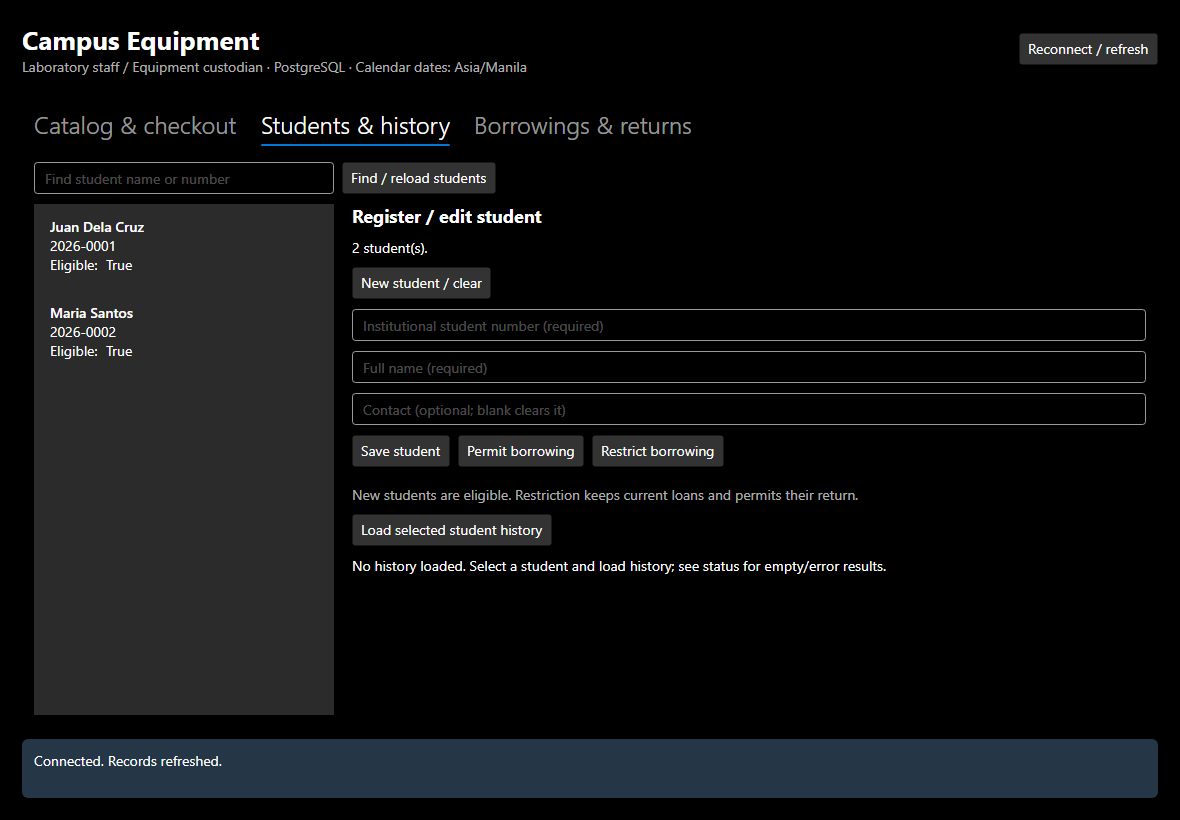 Campus Equipment
Laboratory staff / Equipment custodian · PostgreSQL · Calendar dates: Asia/Manila
Reconnect / refresh
Catalog & checkout
Students & history
Borrowings & returns
Find student name or number
Find / reload students
Juan Dela Cruz
2026-0001
Eligible: True
Maria Santos
2026-0002
Eligible: True
Register / edit student
2 student(s).
New student / clear
Institutional student number (required)
Full name (required)
Contact (optional; blank clears it)
Save student
Permit borrowing
Restrict borrowing
New students are eligible. Restriction keeps current loans and permits their return.
Load selected student history
No history loaded. Select a student and load history; see status for empty/error results.
Connected. Records refreshed.